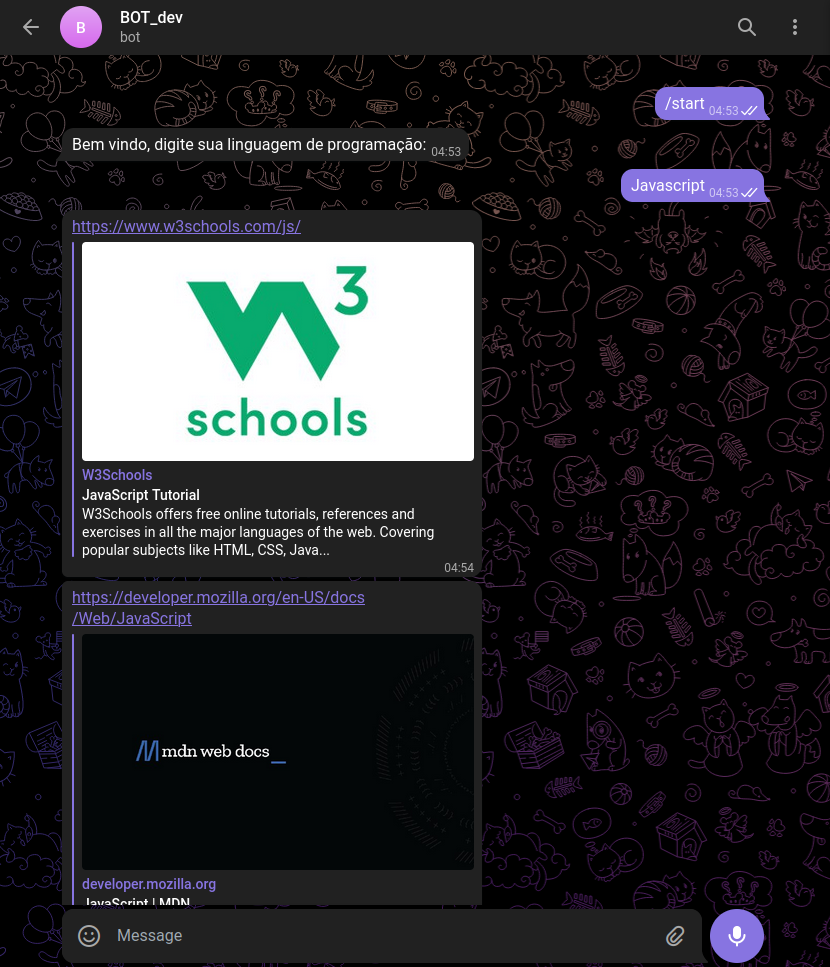 B
BOT_dev
bot
/start 04:53
Bem vindo, digite sua linguagem de programação: 04:53
Javascript 04:53
https://www.w3schools.com/js/
W3
schools
W3Schools
JavaScript Tutorial
W3Schools offers free online tutorials, references and
exercises in all the major languages of the web. Covering
popular subjects like HTML, CSS, Java...
04:54
https://developer.mozilla.org/en-US/docs
/Web/JavaScript
mdn web docs_
developer.mozilla.org
JavaScript | MDN
Message